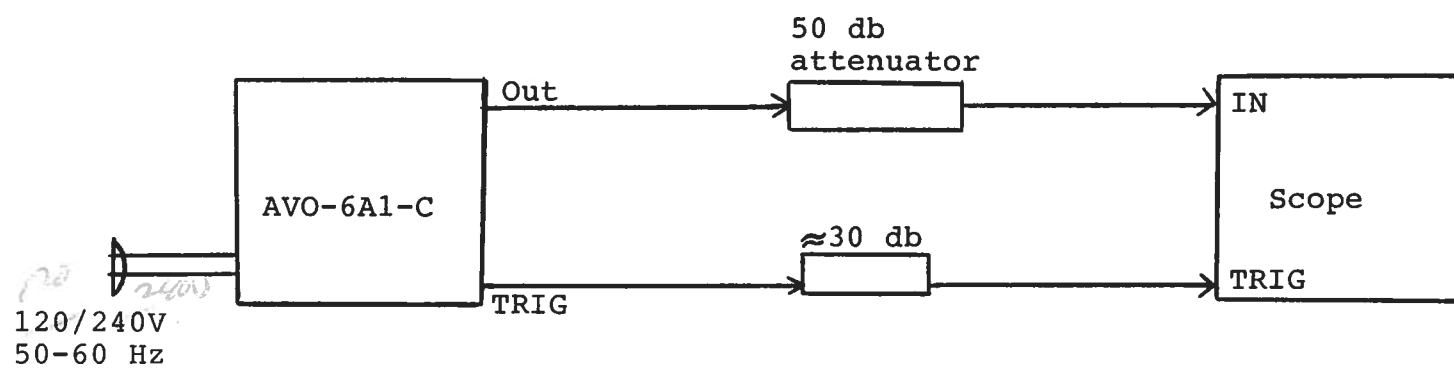 50 db
attenuator
Out
IN
AVO-6A1-C
Scope
≈30 db
TRIG
TRIG
120/240V
50-60 Hz